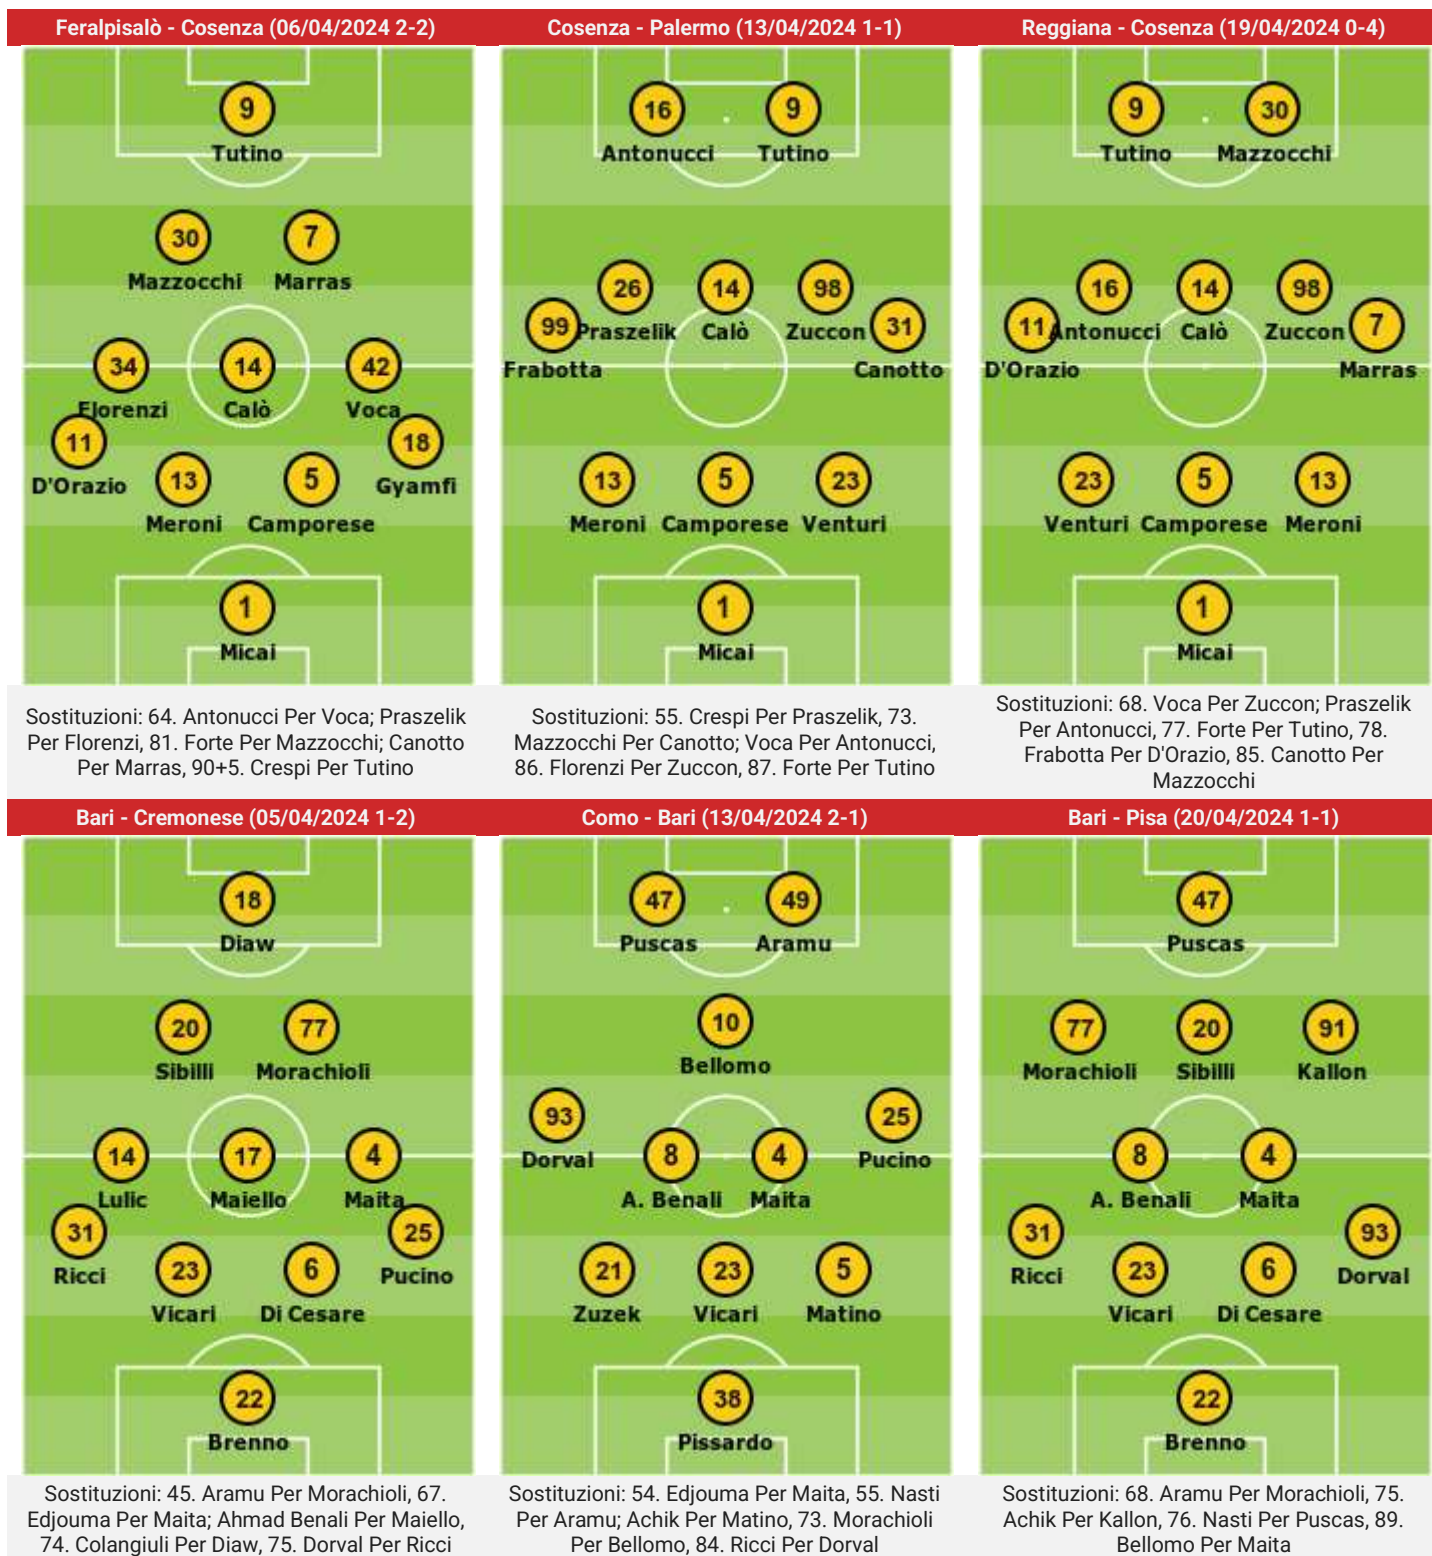 Feralpisalò - Cosenza (06/04/2024 2-2)
9
Tutino
30
7
Mazzocchi
Marras
34
14
42
Florenzi
Calò
Voca
11
18
D'Orazio
Gyamfi
13
5
Meroni
Camporese
1
Micai
Sostituzioni: 64. Antonucci Per Voca; Praszelik
Per Florenzi, 81. Forte Per Mazzocchi; Canotto
Per Marras, 90+5. Crespi Per Tutino
Cosenza - Palermo (13/04/2024 1-1)
16
9
Antonucci
Tutino
26
14
98
99
31
Praszelik
Calò
Zuccon
Frabotta
Canotto
13
5
23
Meroni
Camporese
Venturi
1
Micai
Sostituzioni: 55. Crespi Per Praszelik, 73.
Mazzocchi Per Canotto; Voca Per Antonucci,
86. Florenzi Per Zuccon, 87. Forte Per Tutino
Reggiana - Cosenza (19/04/2024 0-4)
9
30
Tutino
Mazzocchi
16
14
98
11
7
Antonucci
Calò
Zuccon
D'Orazio
Marras
23
5
13
Venturi
Camporese
Meroni
1
Micai
Sostituzioni: 68. Voca Per Zuccon; Praszelik
Per Antonucci, 77. Forte Per Tutino, 78.
Frabotta Per D'Orazio, 85. Canotto Per
Mazzocchi
Bari - Cremonese (05/04/2024 1-2)
18
Diaw
20
77
Sibilli
Morachioli
14
17
4
Lulic
Maiello
Maita
31
25
Ricci
Pucino
23
6
Vicari
Di Cesare
22
Brenno
Sostituzioni: 45. Aramu Per Morachioli, 67.
Edjouma Per Maita; Ahmad Benali Per Maiello,
74. Colangiuli Per Diaw, 75. Dorval Per Ricci
Como - Bari (13/04/2024 2-1)
47
49
Puscas
Aramu
10
Bellomo
93
25
Dorval
Pucino
8
4
A. Benali
Maita
21
23
5
Zuzek
Vicari
Matino
38
Pissardo
Sostituzioni: 54. Edjouma Per Maita, 55. Nasti
Per Aramu; Achik Per Matino, 73. Morachioli
Per Bellomo, 84. Ricci Per Dorval
Bari - Pisa (20/04/2024 1-1)
47
Puscas
77
20
91
Morachioli
Sibilli
Kallon
8
4
A. Benali
Maita
31
93
Ricci
Dorval
23
6
Vicari
Di Cesare
22
Brenno
Sostituzioni: 68. Aramu Per Morachioli, 75.
Achik Per Kallon, 76. Nasti Per Puscas, 89.
Bellomo Per Maita